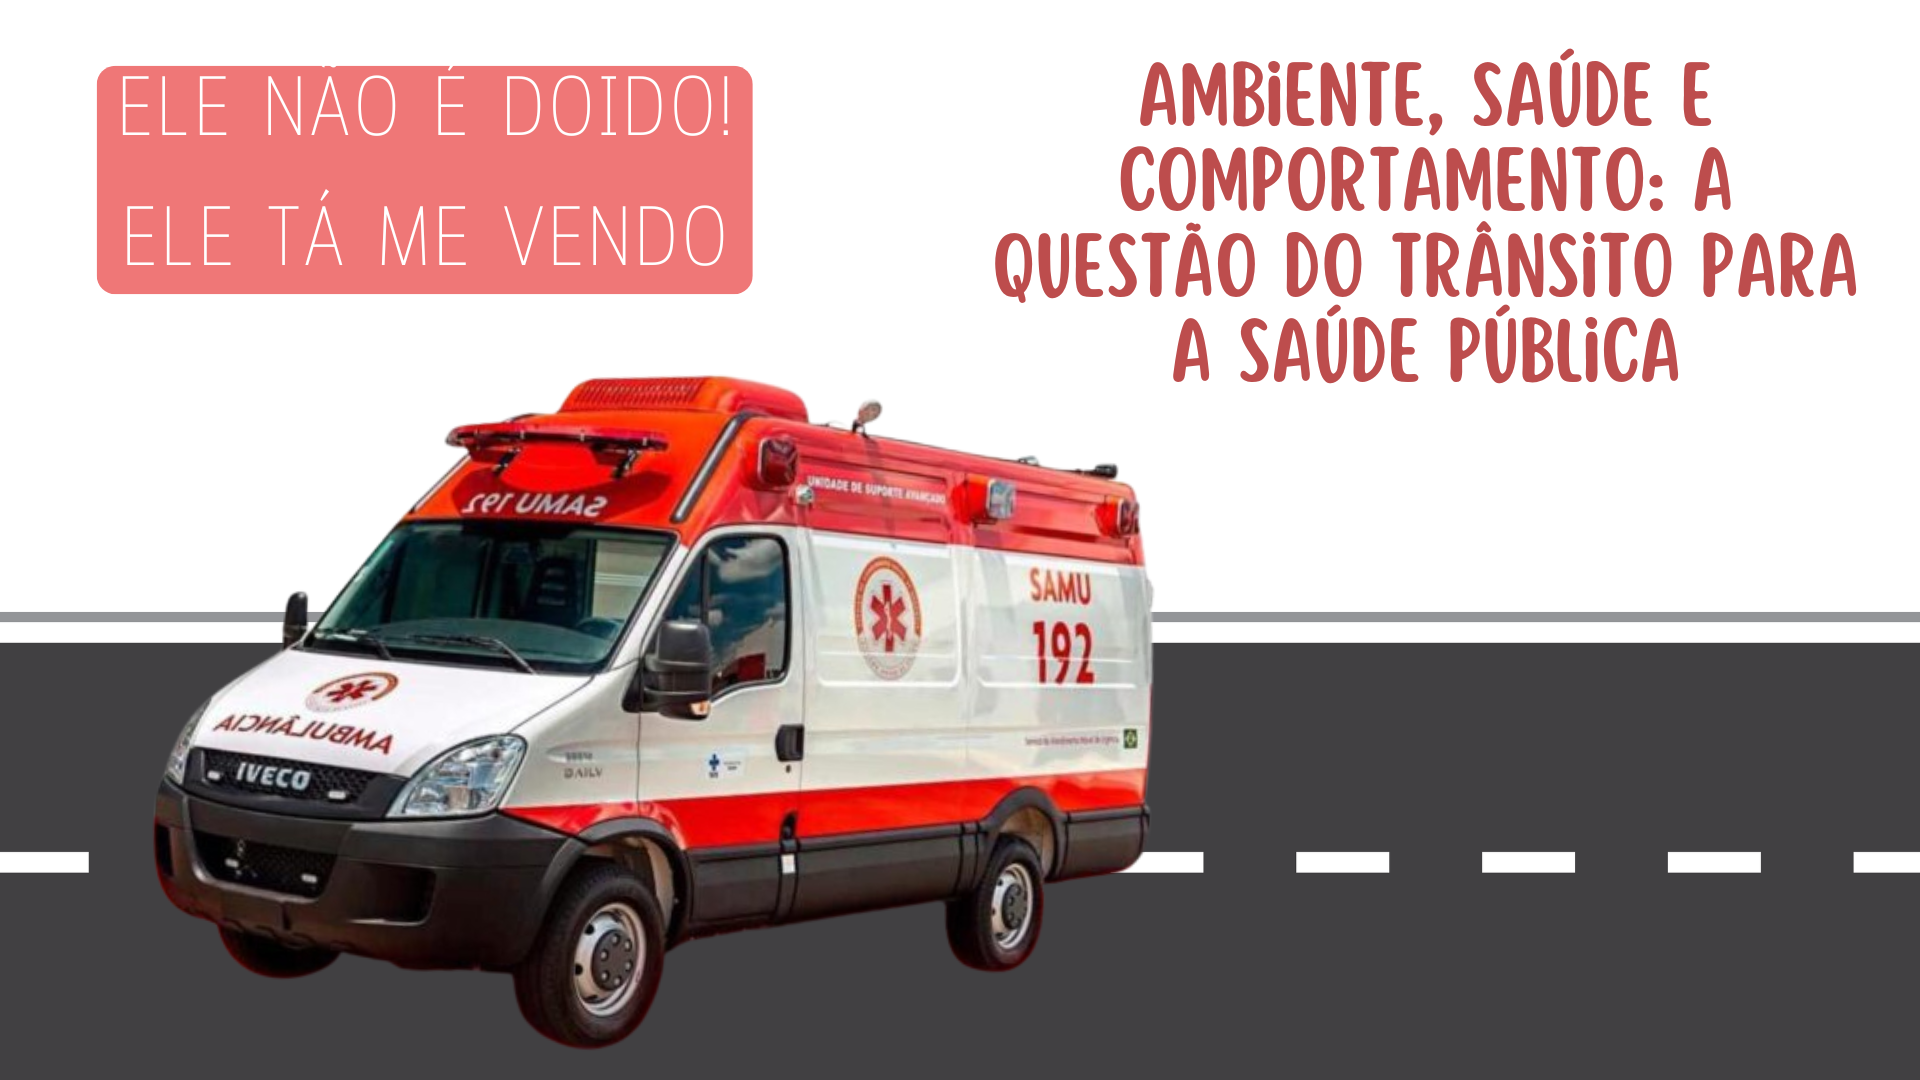 ELE NÃO É DOIDO!
ELE TÁ ME VENDO
AMBIENTE, SAÚDE E
COMPORTAMENTO: A
QUESTÃO DO TRÂNSITO PARA
A SAÚDE PÚBLICA
SAMU 192
UNIDADE DE SUPORTE AVANÇADO
SAMU
192
AMBULÂNCIA
IVECO
DAILY